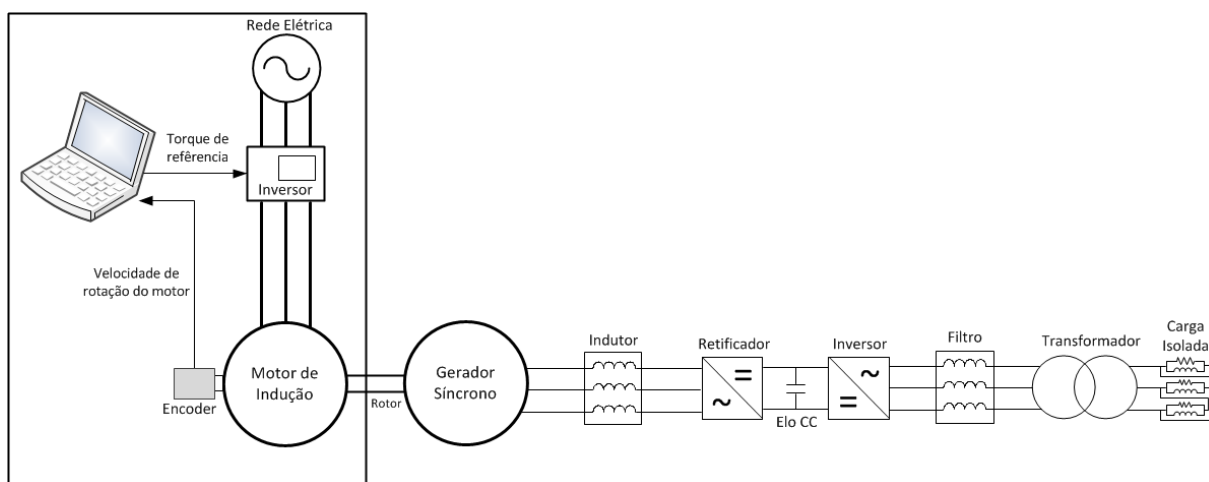 Rede Elétrica
Torque de
refêrencia
Inversor
Velocidade de
rotação do motor
Encoder
Motor de
Indução
Rotor
Gerador
Síncrono
Indutor
Retificador
Elo CC
Inversor
Filtro
Transformador
Carga
Isolada